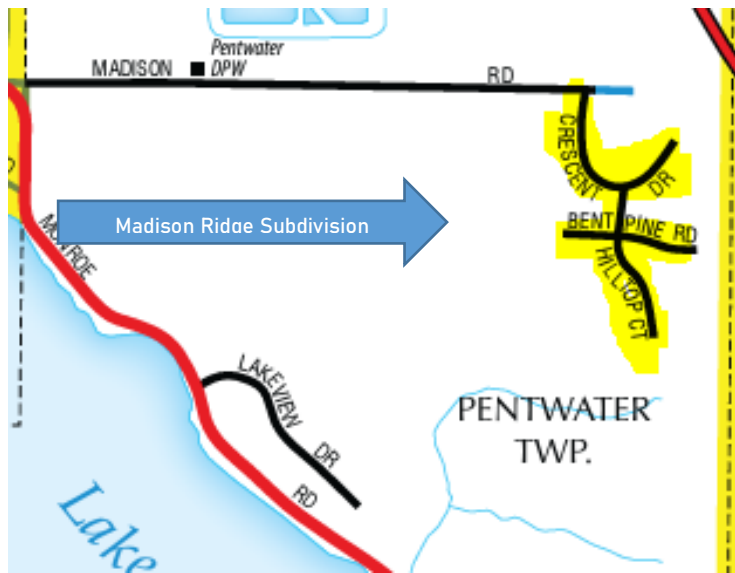 Pentwater
DPW
MADISON RD
CRESCENT DR
MONROE RD
Madison Ridge Subdivision
BENT PINE RD
HILLTOP CT
LAKEVIEW DR
PENTWATER
TWP.
Lake